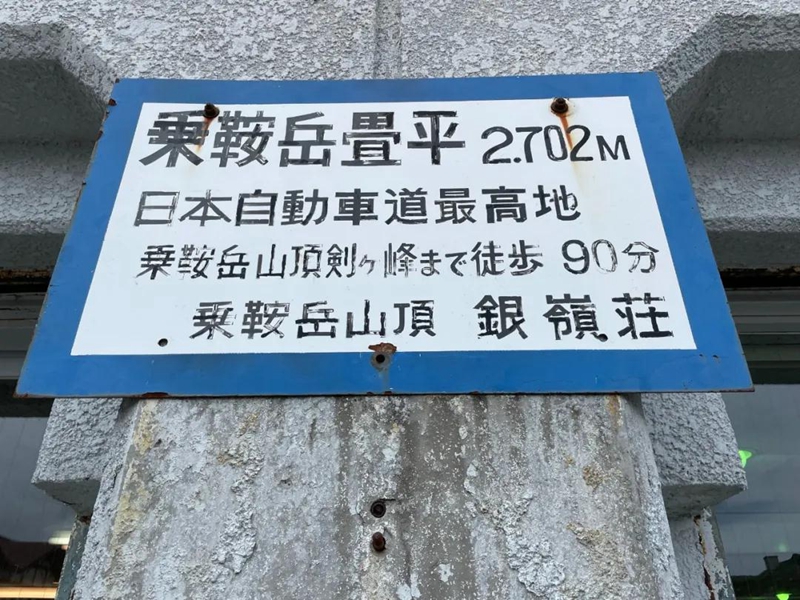 乗鞍岳畳平 2.702M
日本自動車道最高地
乗鞍岳山頂剣ヶ峰まで徒歩 90分
乗鞍岳山頂 銀嶺荘